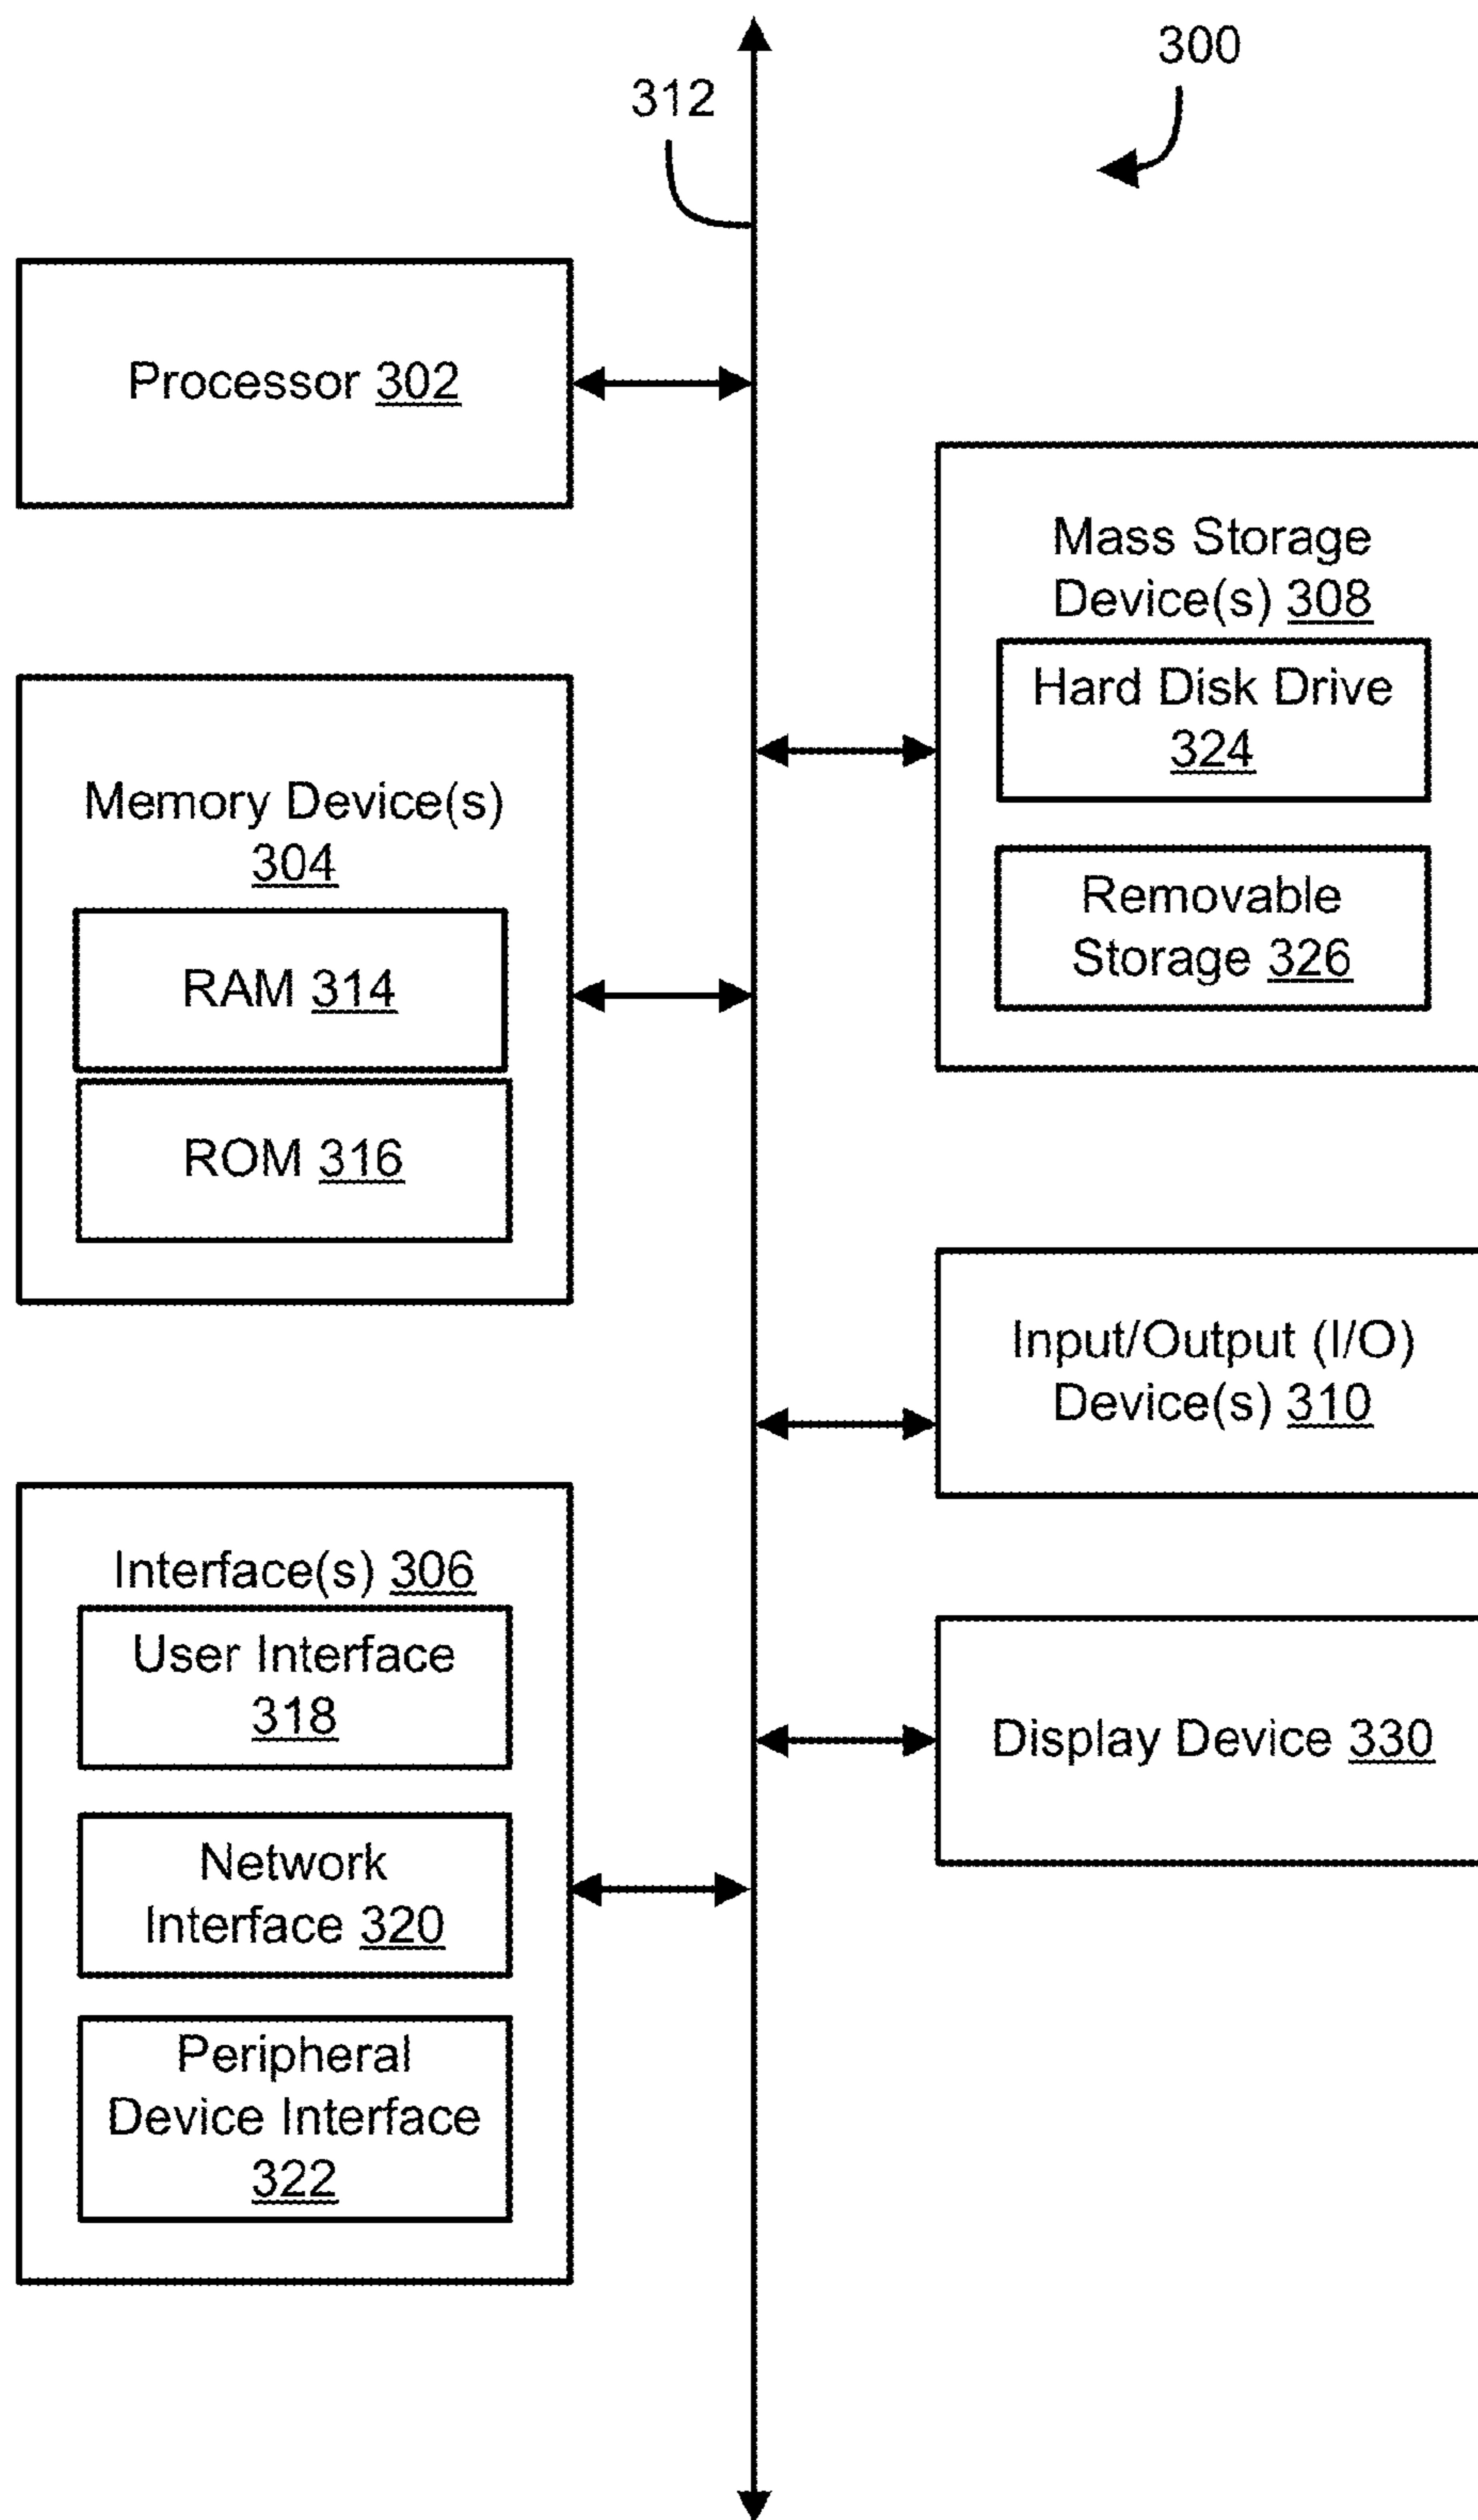 300
312
Processor 302
Mass Storage
Device(s) 308
Hard Disk Drive
324
Removable
Storage 326
Memory Device(s)
304
RAM 314
ROM 316
Input/Output (I/O)
Device(s) 310
Interface(s) 306
User Interface
318
Network
Interface 320
Peripheral
Device Interface
322
Display Device 330